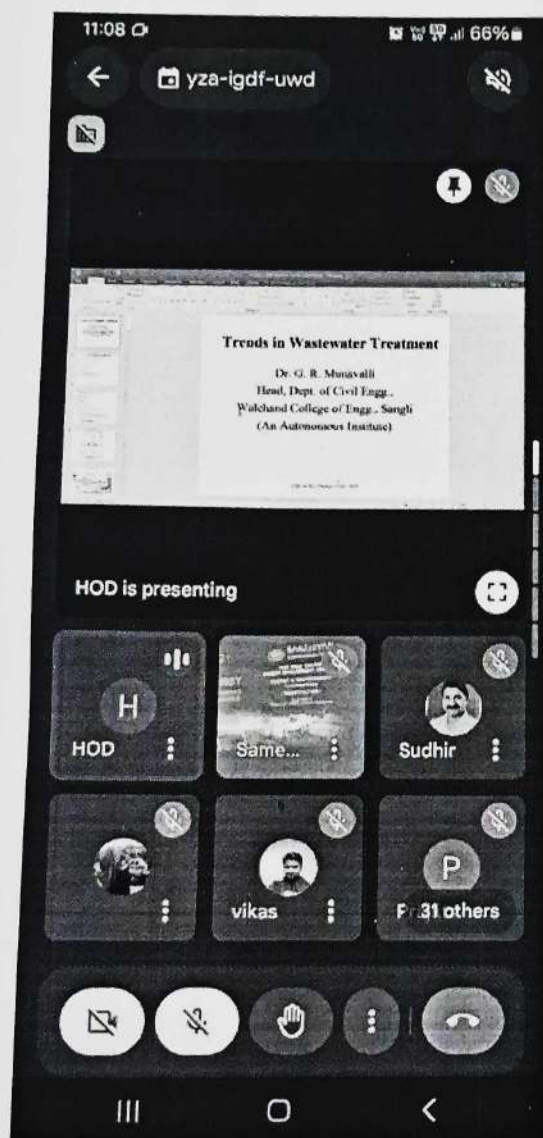 11:08
66%
yza-igdf-uwd
Trends in Wastewater Treatment
Dr. G. R. Munavalli
Head, Dept. of Civil Engg.,
Walchand College of Engg., Sangli
(An Autonomous Institute)
HOD is presenting
H
HOD
Same...
Sudhir
vikas
P
31 others